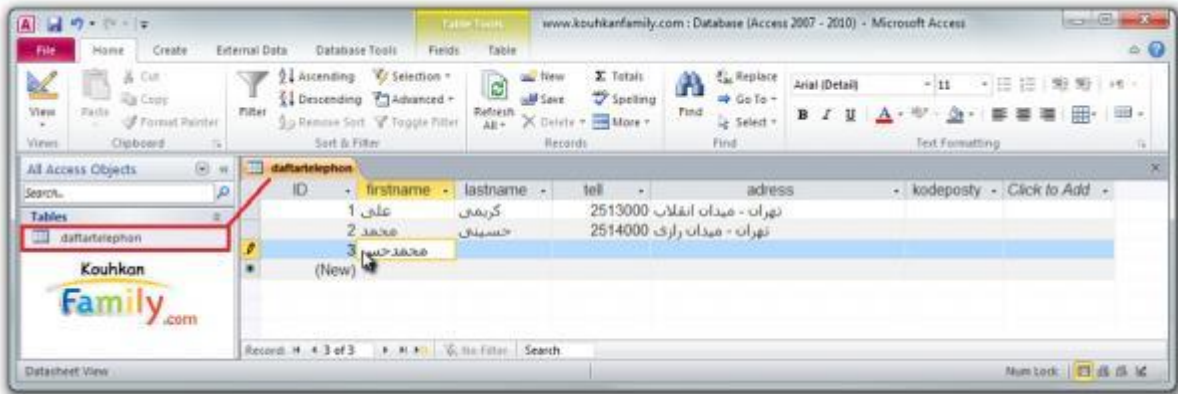 Table Tools www.kouhkanfamily.com : Database (Access 2007 - 2010) - Microsoft Access
File Home Create External Data Database Tools Fields Table
View Paste Cut Copy Format Painter
Filter Ascending Descending Remove Sort Selection Advanced Toggle Filter
Refresh All New Save Delete Totals Spelling More
Find Replace Go To Select
Arial (Detail) 11
B I U A
Views Clipboard Sort & Filter Records Find Text Formatting
All Access Objects
Search...
Tables
daftartelephon
Kouhkan
Family.com
daftartelephon
ID firstname lastname tell adress kodeposty Click to Add
1 علی کریمی 2513000 تهران - میدان انقلاب
2 محمد حسینی 2514000 تهران - میدان رازی
3 محمدحس
(New)
Record: 3 of 3 No Filter Search
Datasheet View Num Lock